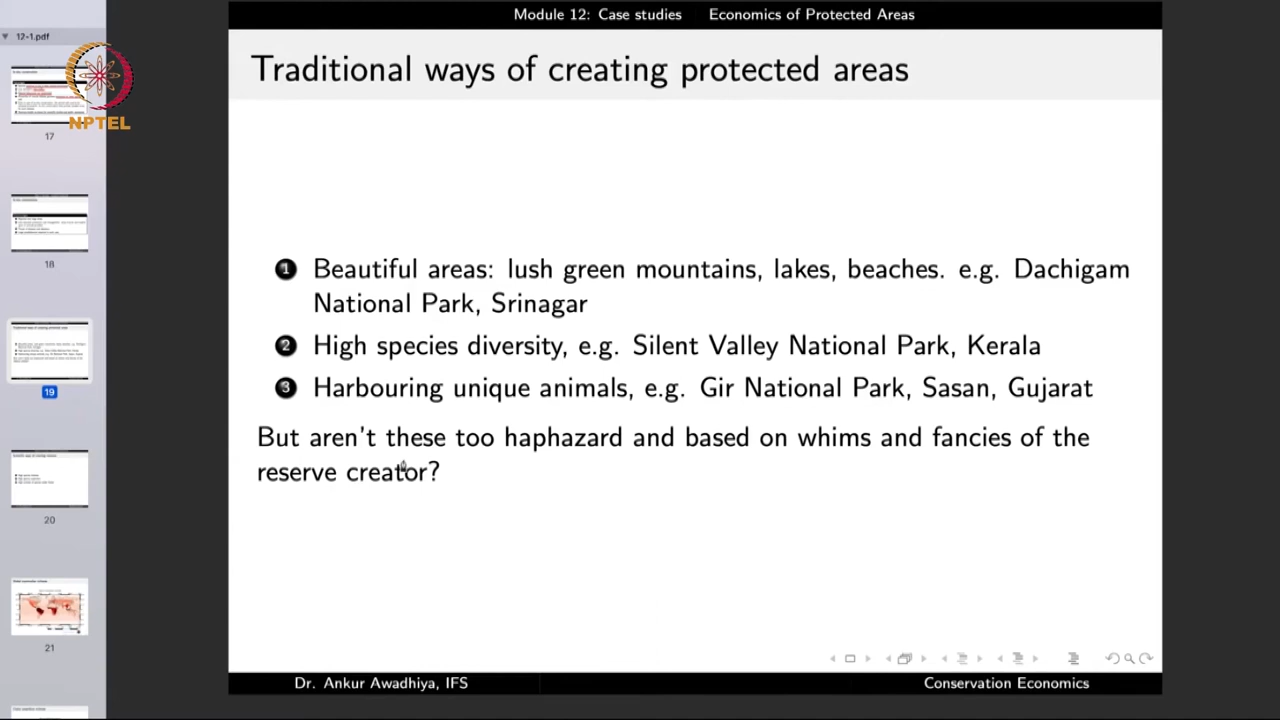 Module 12: Case studies Economics of Protected Areas
12-1.pdf
NPTEL
Traditional ways of creating protected areas
1 Beautiful areas: lush green mountains, lakes, beaches. e.g. Dachigam
National Park, Srinagar
2 High species diversity, e.g. Silent Valley National Park, Kerala
3 Harbouring unique animals, e.g. Gir National Park, Sasan, Gujarat
But aren't these too haphazard and based on whims and fancies of the
reserve creator?
17
18
19
20
21
Dr. Ankur Awadhiya, IFS Conservation Economics